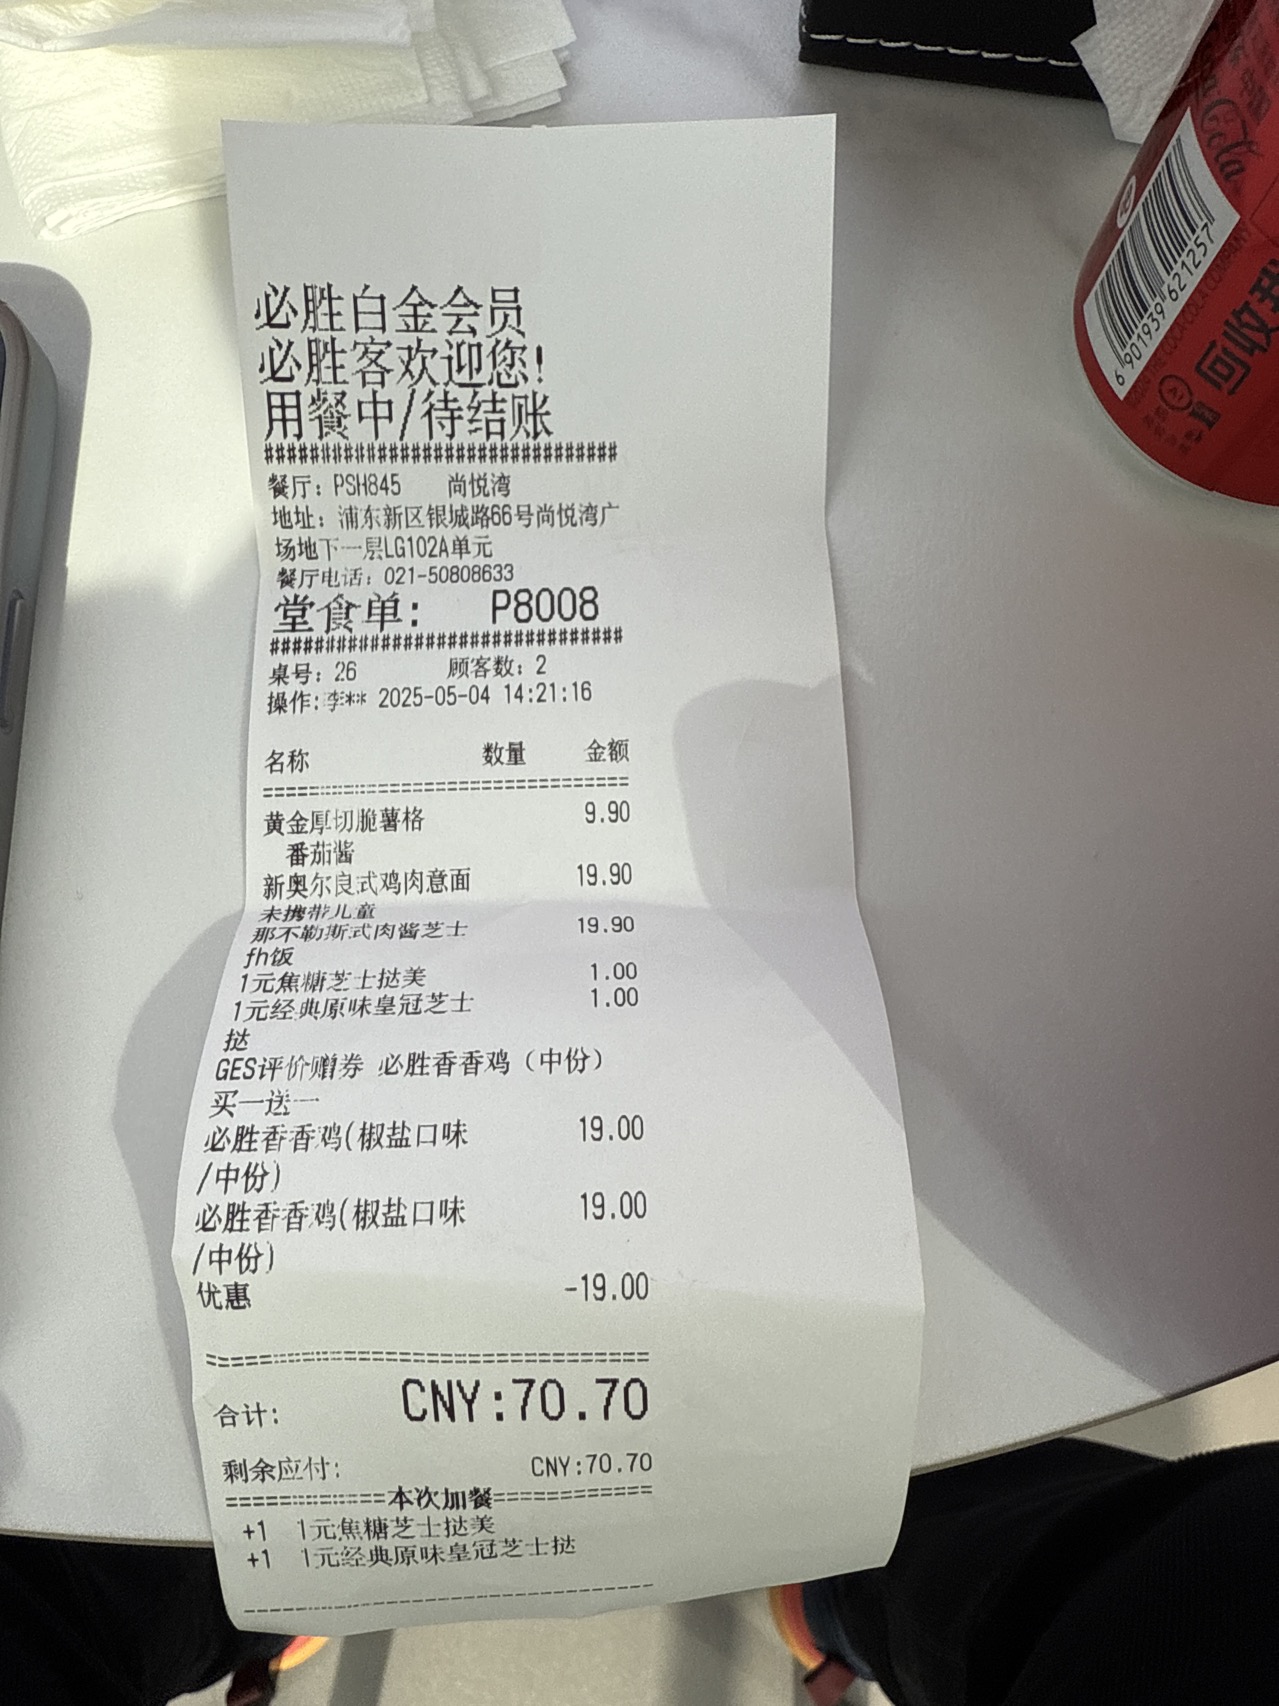 必胜白金会员
必胜客欢迎您!
用餐中/待结账
################################
餐厅: PSH845 尚悦湾
地址: 浦东新区银城路66号尚悦湾广
场地下一层LG102A单元
餐厅电话: 021-50808633
堂食单: P8008
################################
桌号: 26 顾客数: 2
操作:李** 2025-05-04 14:21:16
名称 数量 金额
黄金厚切脆薯格 9.90
番茄酱
新奥尔良式鸡肉意面 19.90
未携带儿童
那不勒斯式肉酱芝士 19.90
fh饭
1元焦糖芝士挞美 1.00
1元经典原味皇冠芝士 1.00
挞
GES评价赠券 必胜香香鸡（中份）
买一送一
必胜香香鸡(椒盐口味 19.00
/中份)
必胜香香鸡(椒盐口味 19.00
/中份)
优惠 -19.00
合计: CNY:70.70
剩余应付: CNY:70.70
============本次加餐============
+1 1元焦糖芝士挞美
+1 1元经典原味皇冠芝士挞
6 901939 621257
THE COCA-COLA COMPANY
回收我